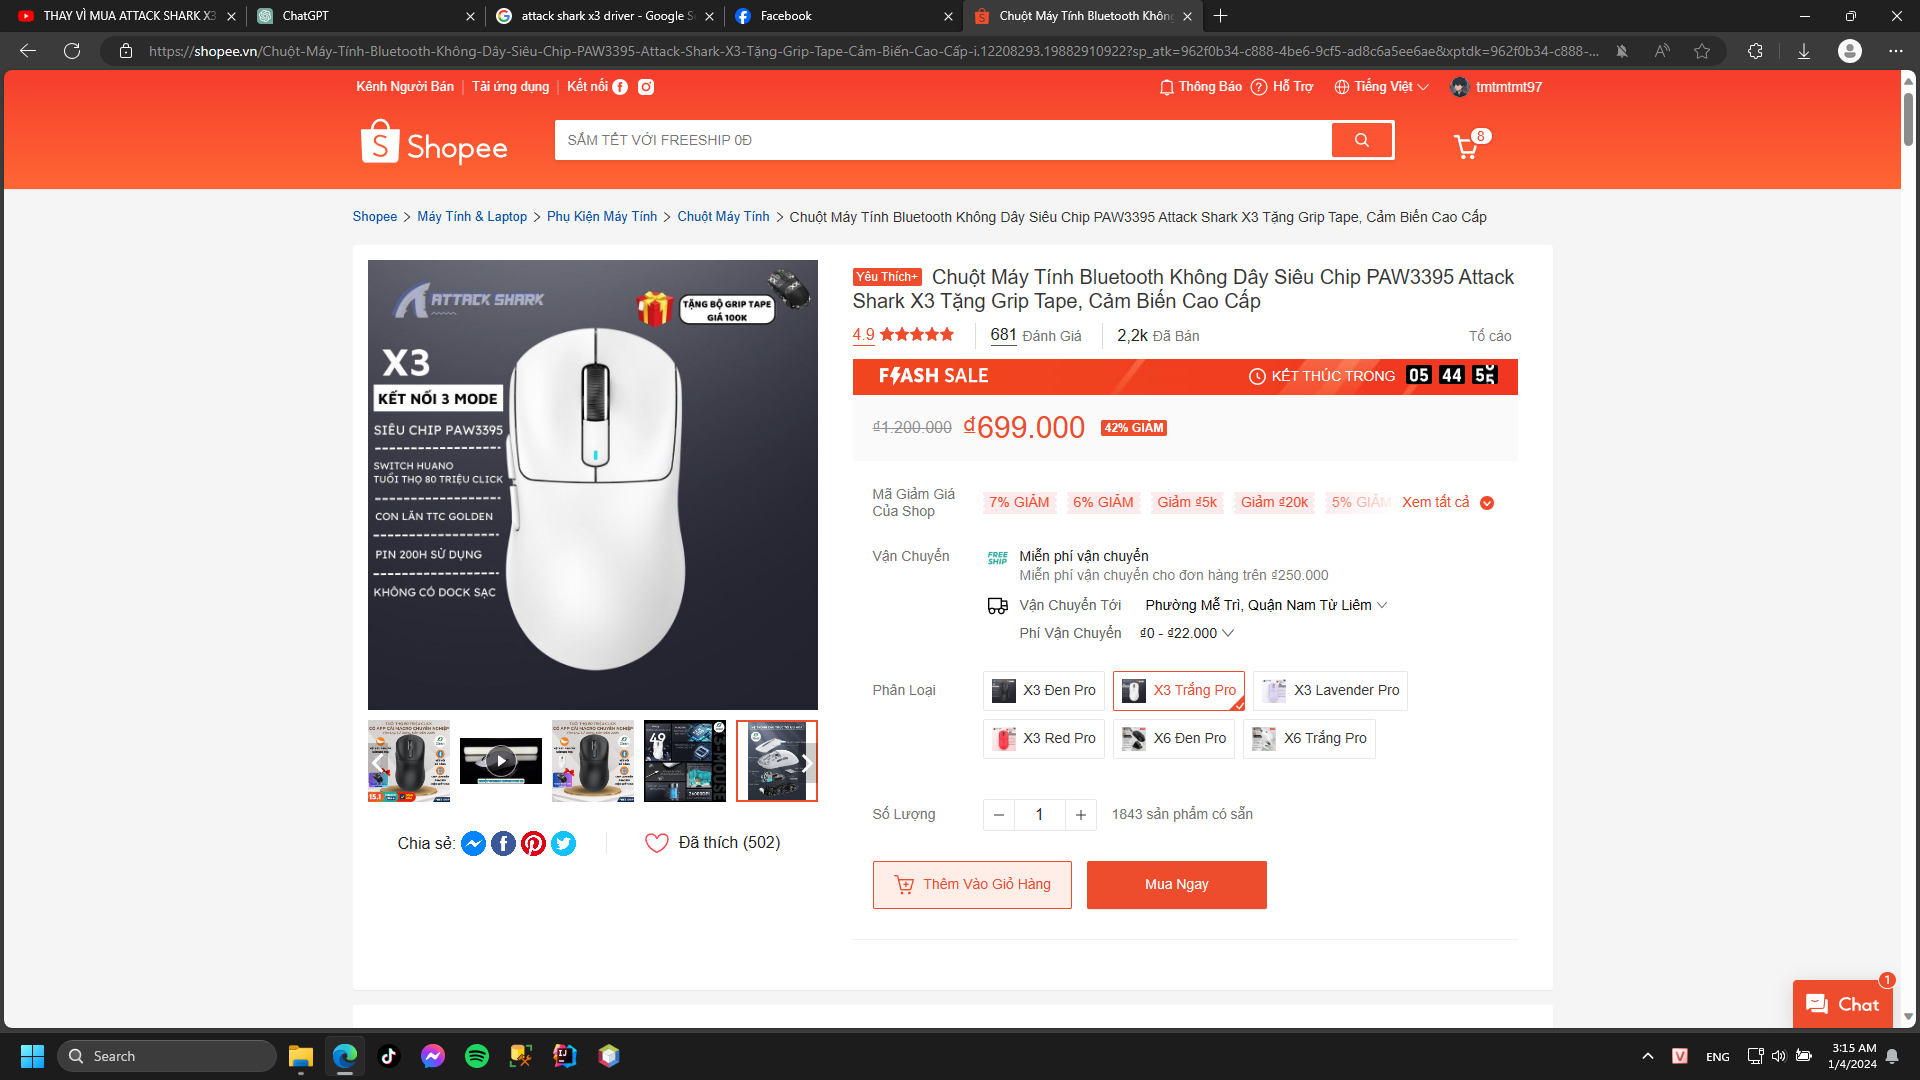 THAY VÌ MUA ATTACK SHARK X3
ChatGPT
attack shark x3 driver - Google Se
Facebook
Chuột Máy Tính Bluetooth Không
https://shopee.vn/Chuột-Máy-Tính-Bluetooth-Không-Dây-Siêu-Chip-PAW3395-Attack-Shark-X3-Tặng-Grip-Tape-Cảm-Biến-Cao-Cấp-i.12208293.19882910922?sp_atk=962f0b34-c888-4be6-9cf5-ad8c6a5ee6ae&xptdk=962f0b34-c888-...
Kênh Người Bán
Tải ứng dụng
Kết nối
Thông Báo
Hỗ Trợ
Tiếng Việt
tmtmtmt97
Shopee
SẮM TẾT VỚI FREESHIP 0Đ
8
Shopee > Máy Tính & Laptop > Phụ Kiện Máy Tính > Chuột Máy Tính > Chuột Máy Tính Bluetooth Không Dây Siêu Chip PAW3395 Attack Shark X3 Tặng Grip Tape, Cảm Biến Cao Cấp
ATTACK SHARK
TẶNG BỘ GRIP TAPE
GIÁ 100K
X3
KẾT NỐI 3 MODE
SIÊU CHIP PAW3395
SWITCH HUANO
TUỔI THỌ 80 TRIỆU CLICK
CON LĂN TTC GOLDEN
PIN 200H SỬ DỤNG
KHÔNG CÓ DOCK SẠC
Chia sẻ:
Đã thích (502)
Yêu Thích+ Chuột Máy Tính Bluetooth Không Dây Siêu Chip PAW3395 Attack
Shark X3 Tặng Grip Tape, Cảm Biến Cao Cấp
4.9
681 Đánh Giá
2,2k Đã Bán
Tố cáo
FLASH SALE
KẾT THÚC TRONG 05 44
₫1.200.000 ₫699.000 42% GIẢM
Mã Giảm Giá
Của Shop
7% GIẢM
6% GIẢM
Giảm ₫5k
Giảm ₫20k
5% GIẢM
Xem tất cả
Vận Chuyển
FREE
SHIP
Miễn phí vận chuyển
Miễn phí vận chuyển cho đơn hàng trên ₫250.000
Vận Chuyển Tới
Phường Mễ Trì, Quận Nam Từ Liêm
Phí Vận Chuyển
₫0 - ₫22.000
Phân Loại
X3 Đen Pro
X3 Trắng Pro
X3 Lavender Pro
X3 Red Pro
X6 Đen Pro
X6 Trắng Pro
Số Lượng
1
1843 sản phẩm có sẵn
Thêm Vào Giỏ Hàng
Mua Ngay
Chat
1
Search
ENG
3:15 AM
1/4/2024